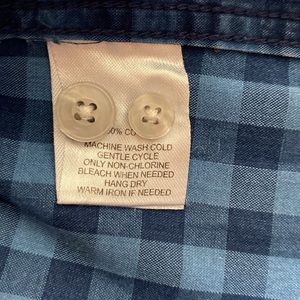 MACHINE WASH COLD
GENTLE CYCLE
ONLY NON-CHLORINE
BLEACH WHEN NEEDED
HANG DRY
WARM IRON IF NEEDED